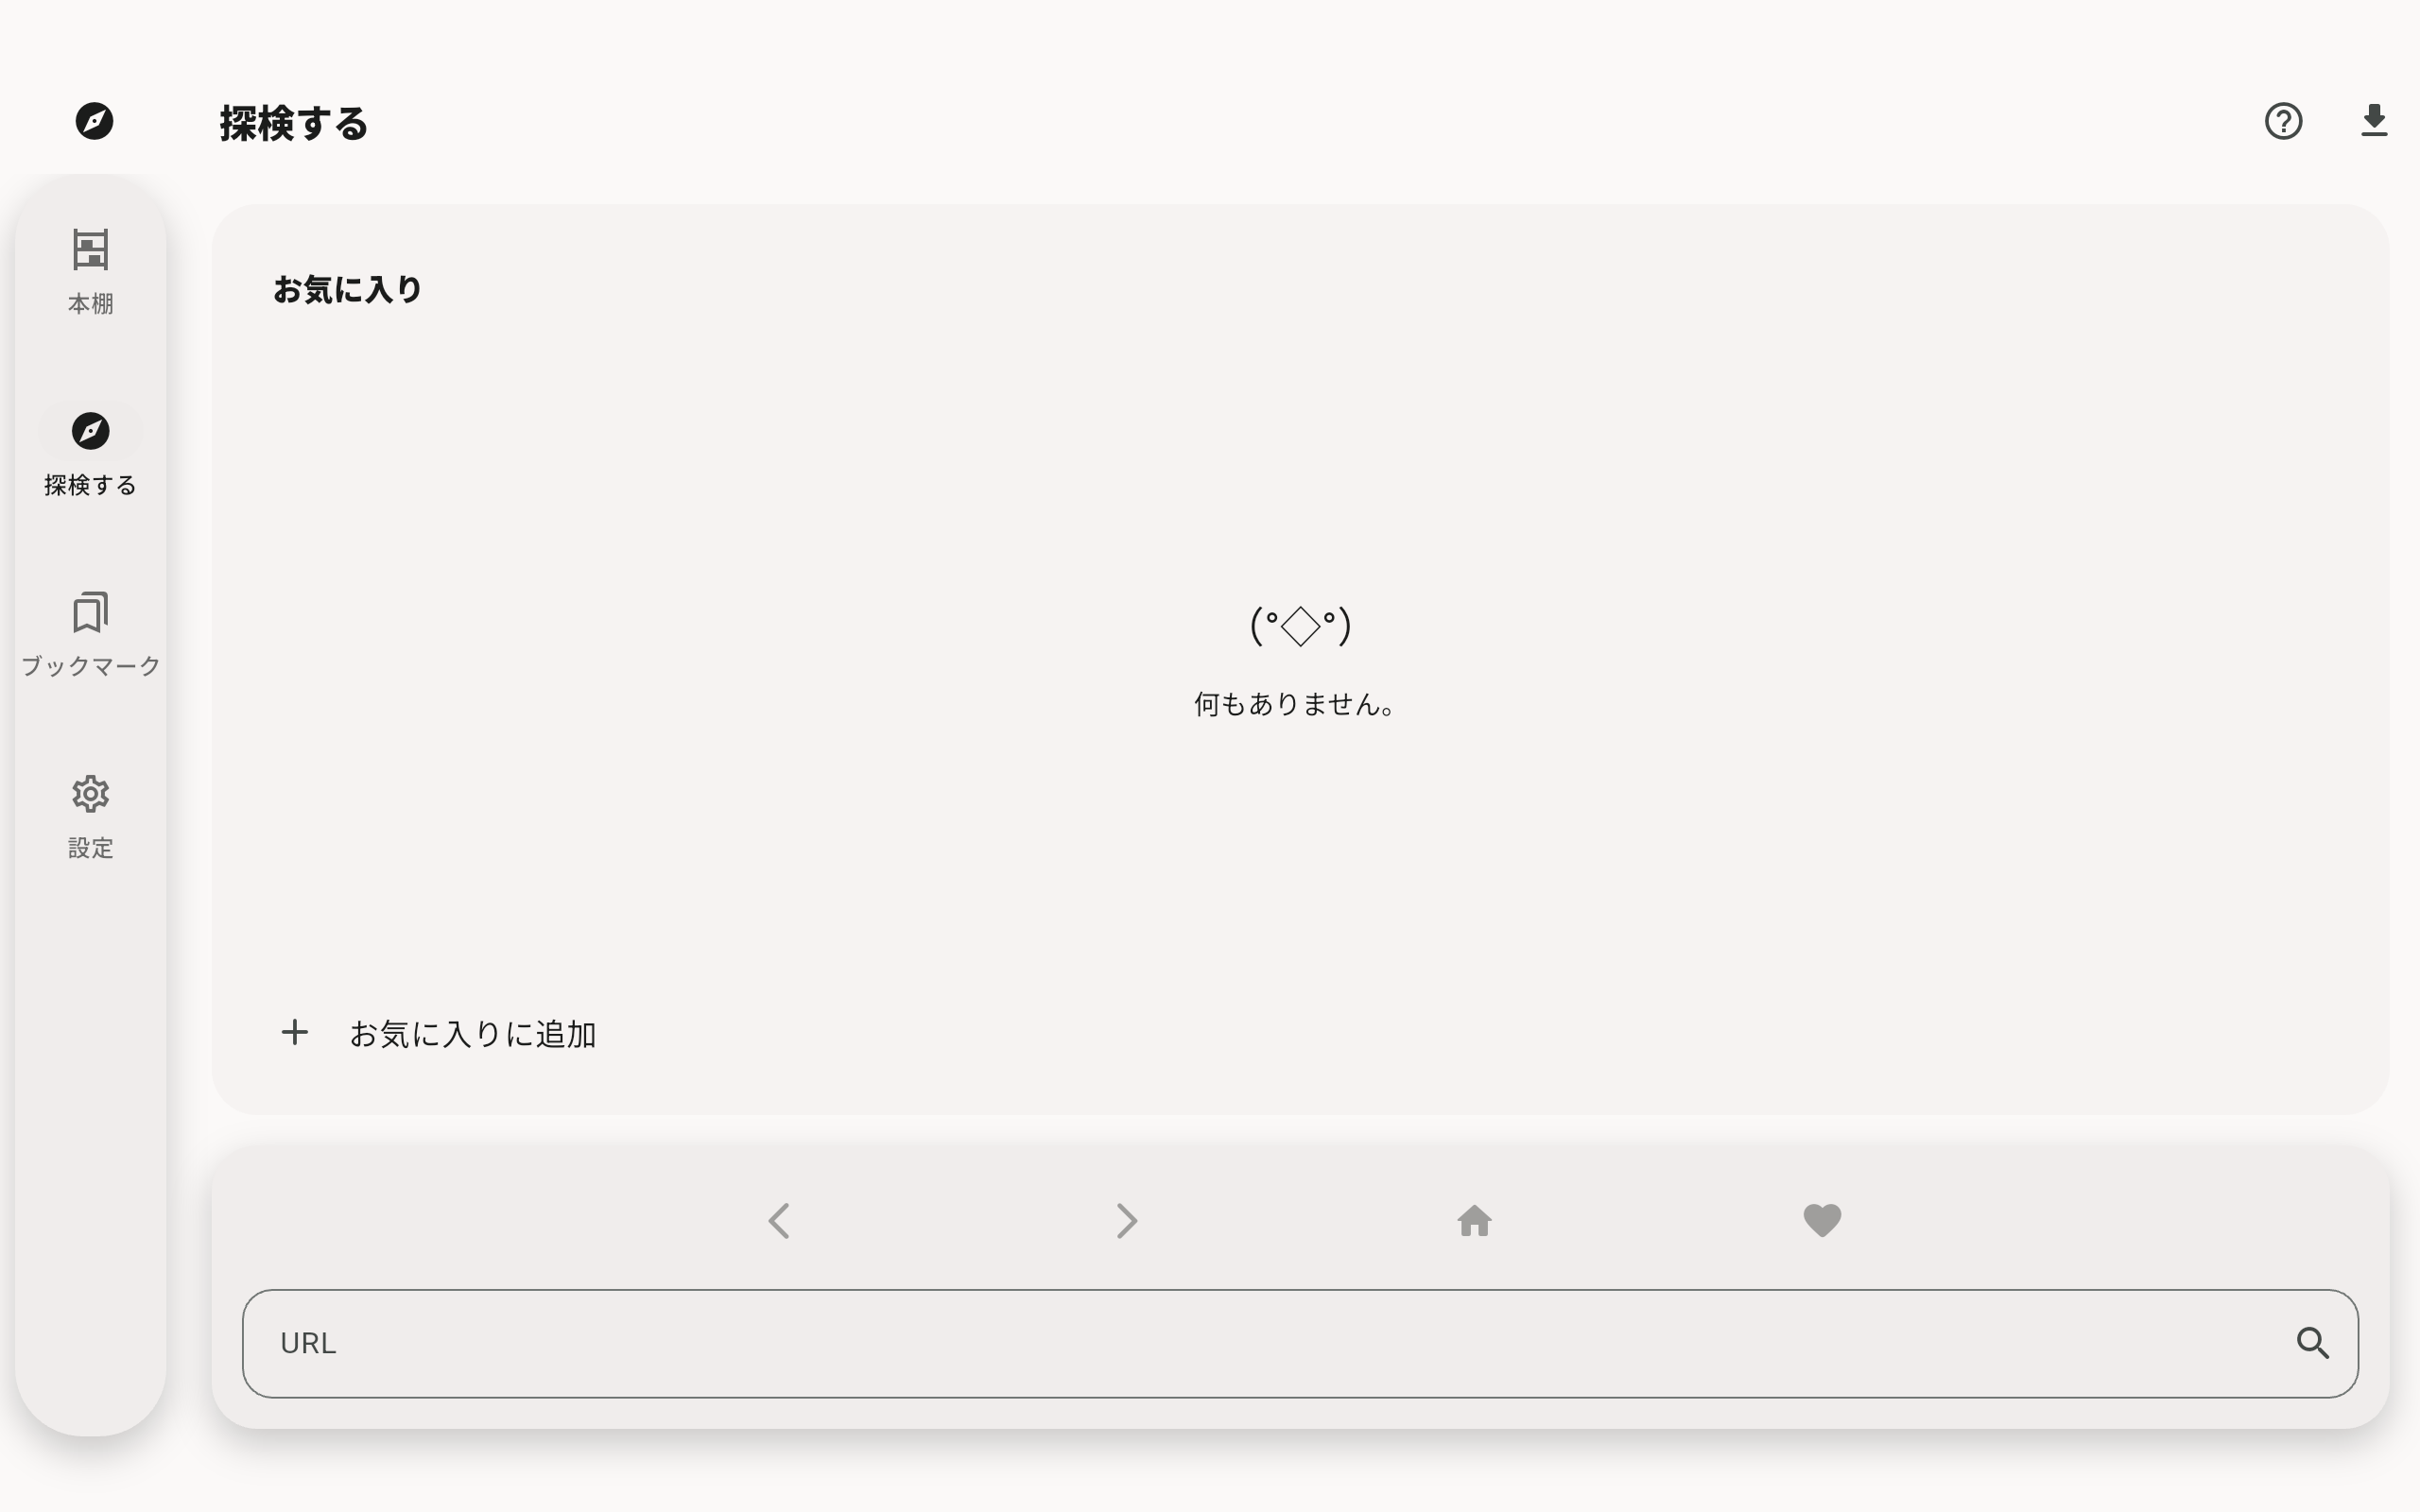 探検する
本棚
探検する
ブックマーク
設定
お気に入り
(°◇°)
何もありません。
お気に入りに追加
URL